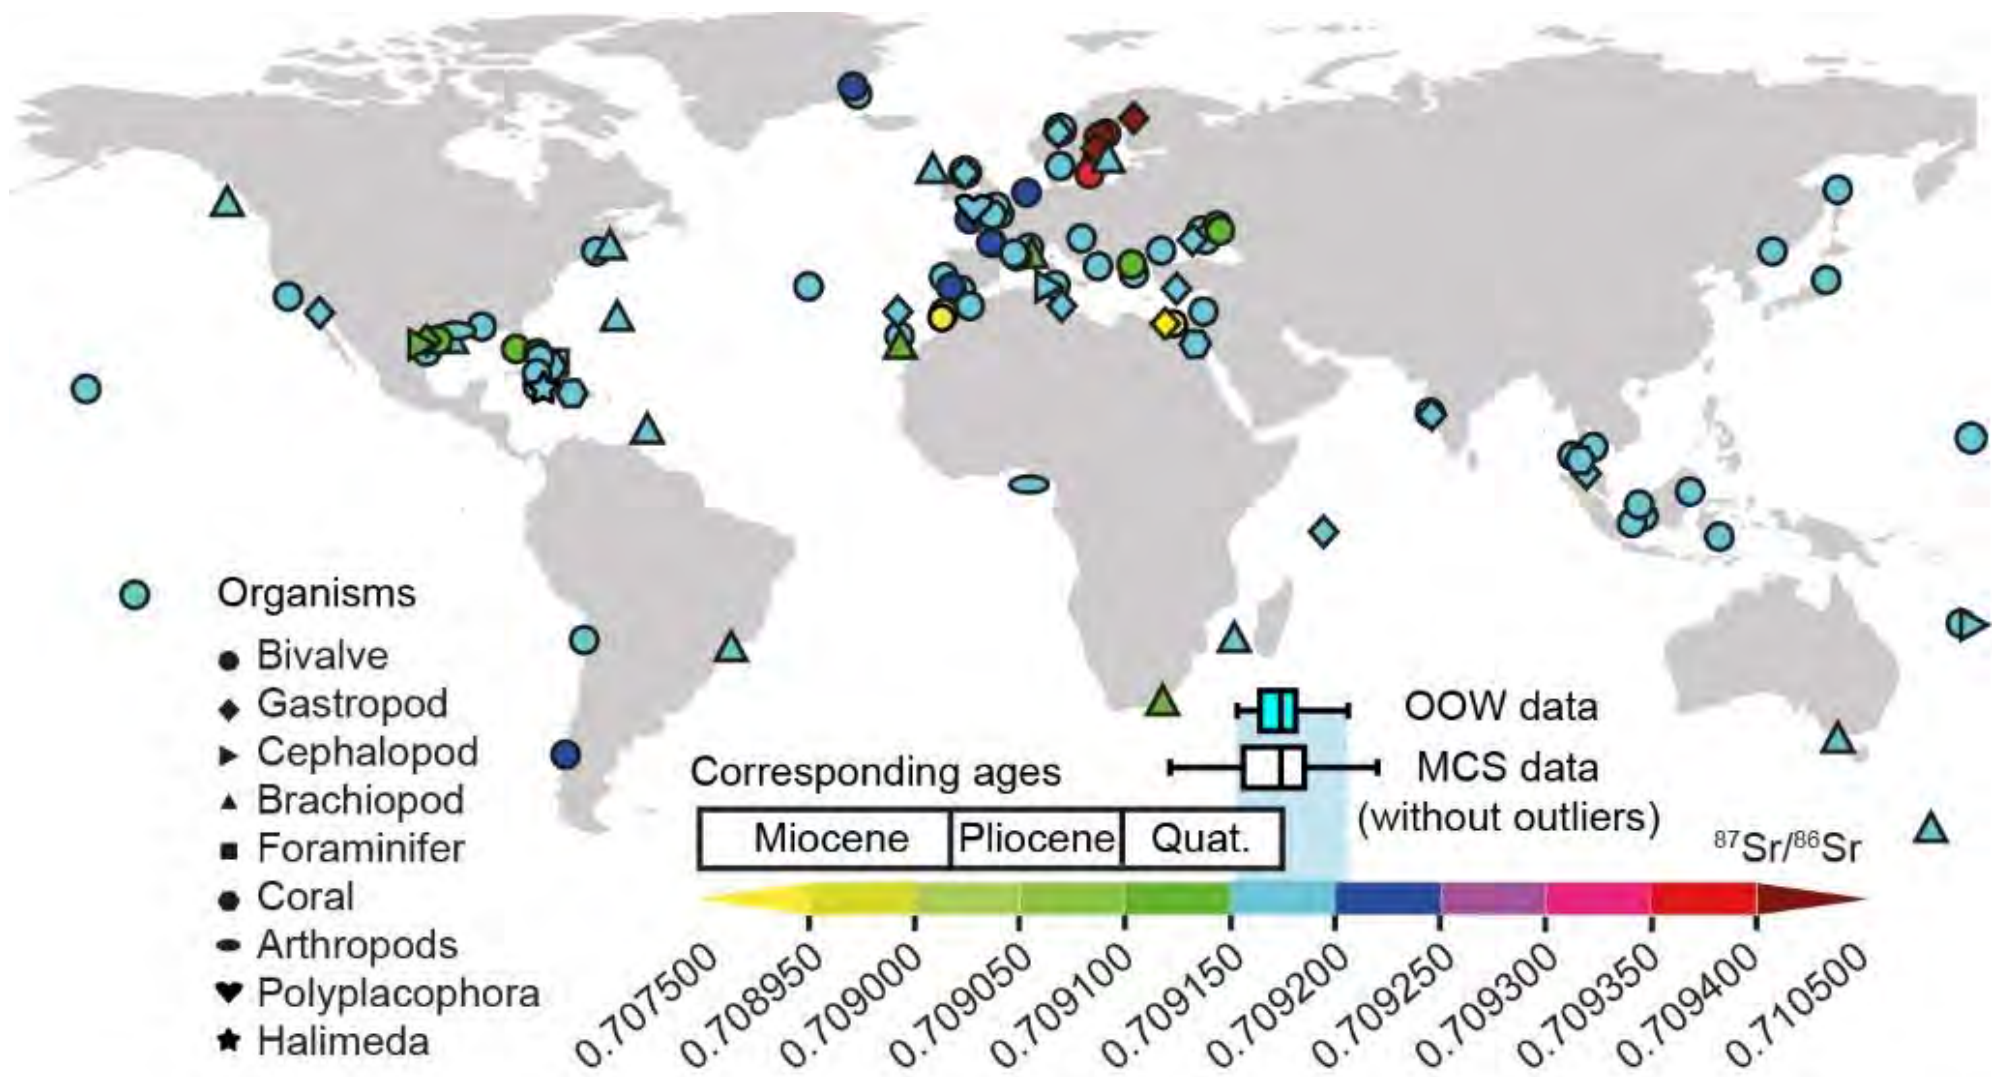 Organisms
Bivalve
Gastropod
Cephalopod
Brachiopod
Foraminifer
Coral
Arthropods
Polyplacophora
Halimeda
OOW data
MCS data
(without outliers)
Corresponding ages
Miocene Pliocene Quat.
87Sr/86Sr
0.707500 0.708950 0.709000 0.709050 0.709100 0.709150 0.709200 0.709250 0.709300 0.709350 0.709400 0.710500